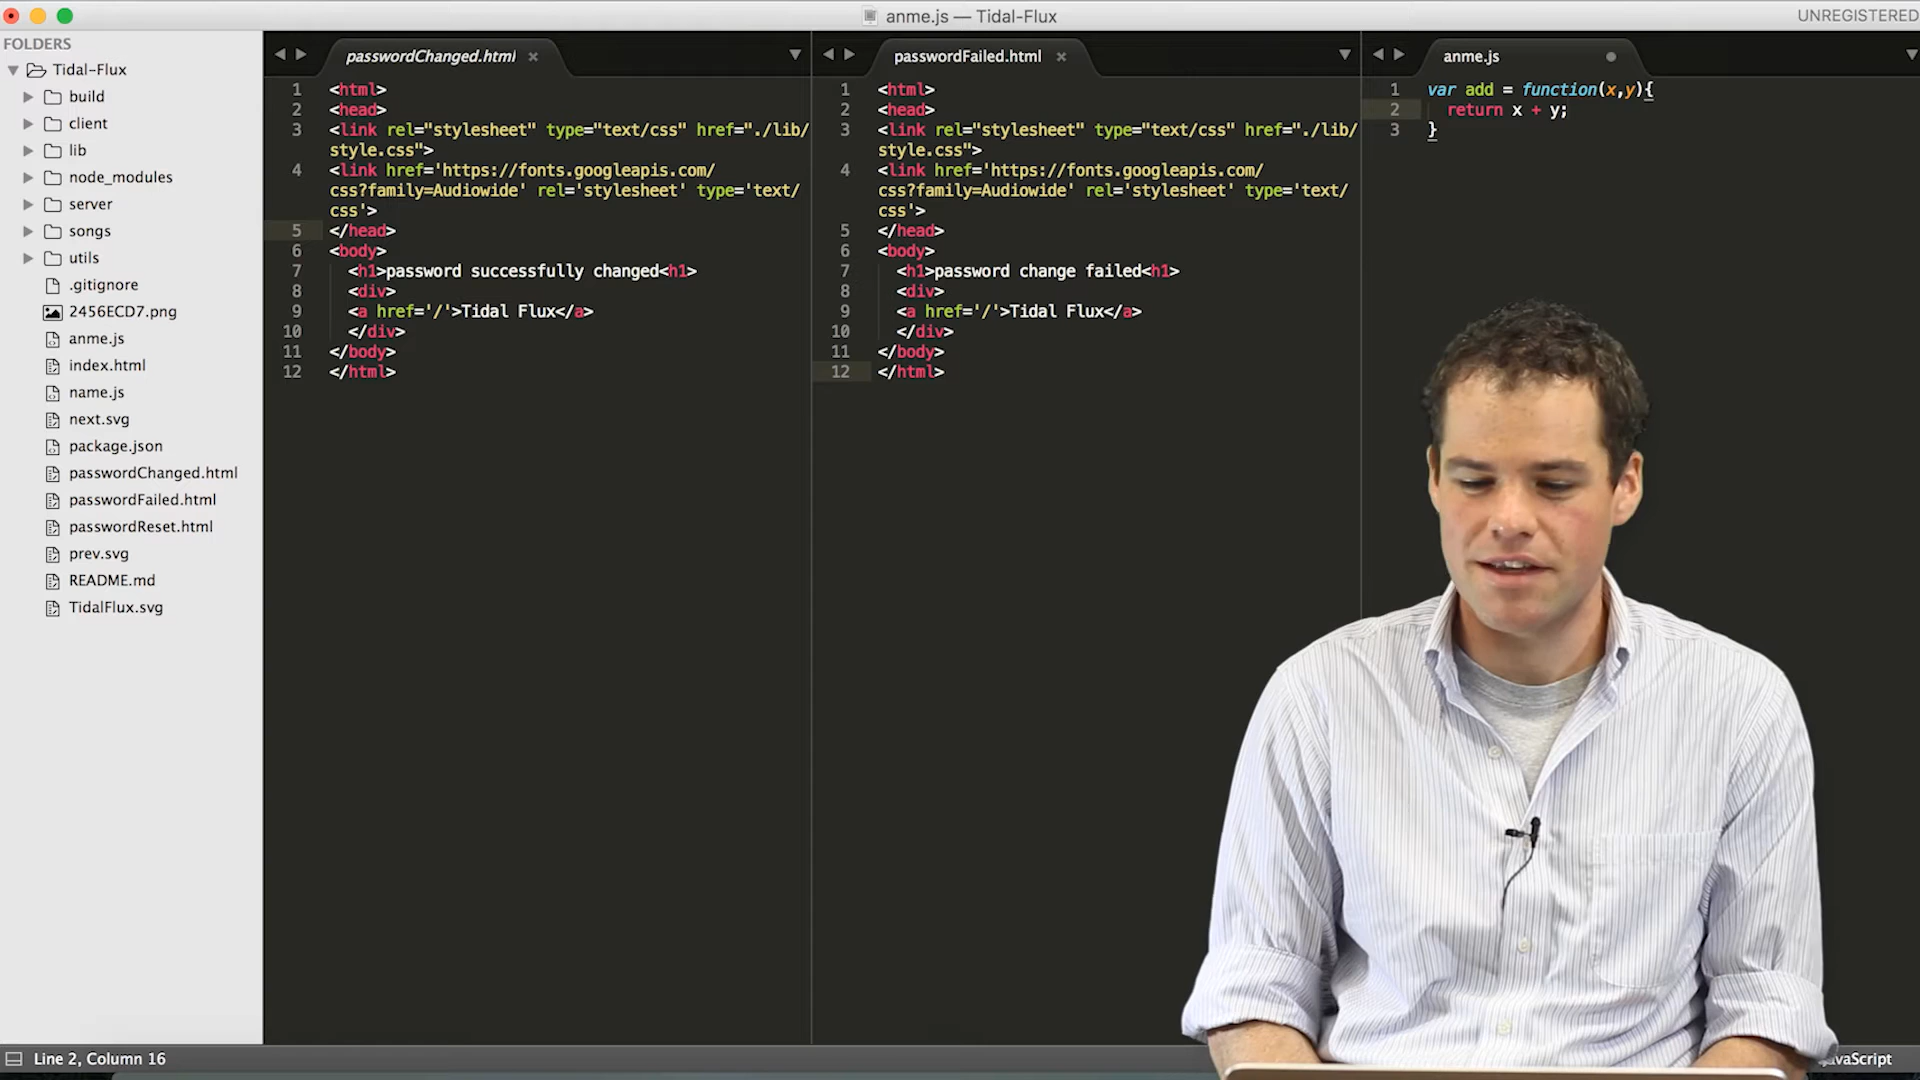 anme.js — Tidal-Flux
UNREGISTERED
FOLDERS
Tidal-Flux
build
client
lib
node_modules
server
songs
utils
.gitignore
2456ECD7.png
anme.js
index.html
name.js
next.svg
package.json
passwordChanged.html
passwordFailed.html
passwordReset.html
prev.svg
README.md
TidalFlux.svg
passwordChanged.html
1 <html>
2 <head>
3 <link rel="stylesheet" type="text/css" href="./lib/
style.css">
4 <link href='https://fonts.googleapis.com/
css?family=Audiowide' rel='stylesheet' type='text/
css'>
5 </head>
6 <body>
7 <h1>password successfully changed<h1>
8 <div>
9 <a href='/'>Tidal Flux</a>
10 </div>
11 </body>
12 </html>
passwordFailed.html
1 <html>
2 <head>
3 <link rel="stylesheet" type="text/css" href="./lib/
style.css">
4 <link href='https://fonts.googleapis.com/
css?family=Audiowide' rel='stylesheet' type='text/
css'>
5 </head>
6 <body>
7 <h1>password change failed<h1>
8 <div>
9 <a href='/'>Tidal Flux</a>
10 </div>
11 </body>
12 </html>
anme.js
1 var add = function(x,y){
2 return x + y;
3 }
Line 2, Column 16
JavaScript